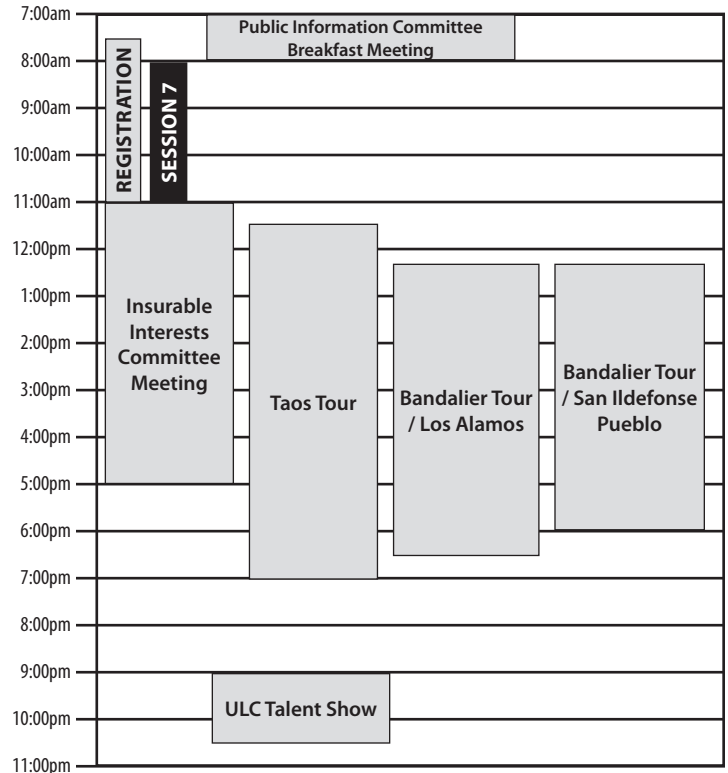 7:00am
Public Information Committee
Breakfast Meeting
8:00am
REGISTRATION
SESSION 7
9:00am
10:00am
11:00am
12:00pm
1:00pm
2:00pm
3:00pm
4:00pm
5:00pm
6:00pm
7:00pm
8:00pm
9:00pm
10:00pm
11:00pm
Insurable
Interests
Committee
Meeting
Taos Tour
Bandalier Tour
/ Los Alamos
Bandalier Tour
/ San Ildefonse
Pueblo
ULC Talent Show